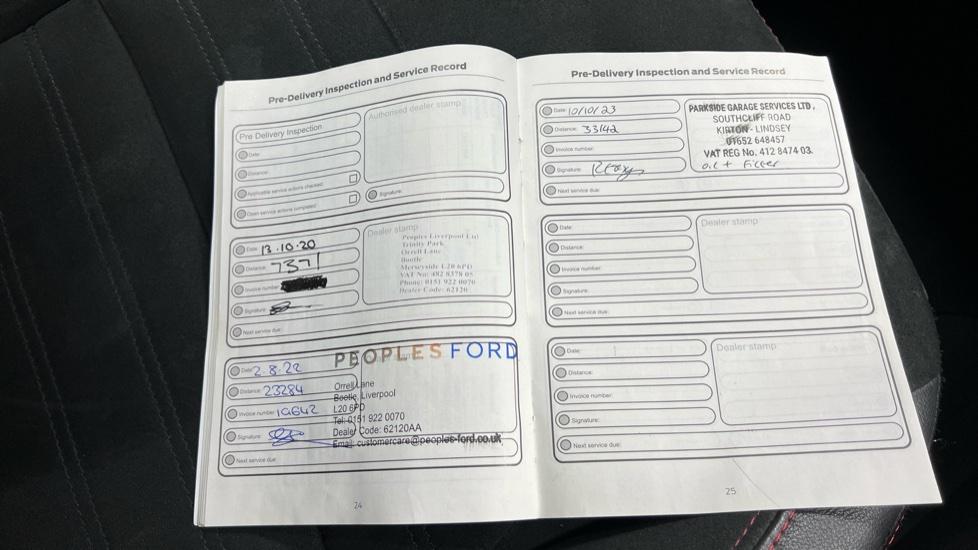 Pre-Delivery Inspection and Service Record
Pre Delivery Inspection
Authorised dealer stamp
Date:
Distance:
Applicable service actions checked:
Open service actions completed:
Signature:
Date: 13.10.20
Distance: 7371
Invoice number:
Signature:
Next service due:
Dealer stamp
Peoples Liverpool Ltd
Trinity Park
Orrell Lane
Bootle
Merseyside L20 6PD
VAT No: 482 8378 05
Phone: 0151 922 0070
Dealer Code: 62120
Date: 2.8.22
Distance: 23284
Invoice number:
Signature:
Next service due:
PEOPLES FORD
Orrell Lane
Bootle, Liverpool
L20 6PD
Tel: 0151 922 0070
Dealer Code: 62120AA
Email: customercare@peoples-ford.co.uk
24
Pre-Delivery Inspection and Service Record
Date: 10/10/23
Distance: 33142
Invoice number:
Signature:
Next service due:
PARKSIDE GARAGE SERVICES LTD.
SOUTHCLIFF ROAD
KIRTON - LINDSEY
01652 648457
VAT REG No. 412 8474 03.
oil + Filter
Date:
Distance:
Invoice number:
Signature:
Next service due:
Dealer stamp
Date:
Distance:
Invoice number:
Signature:
Next service due:
Dealer stamp
25